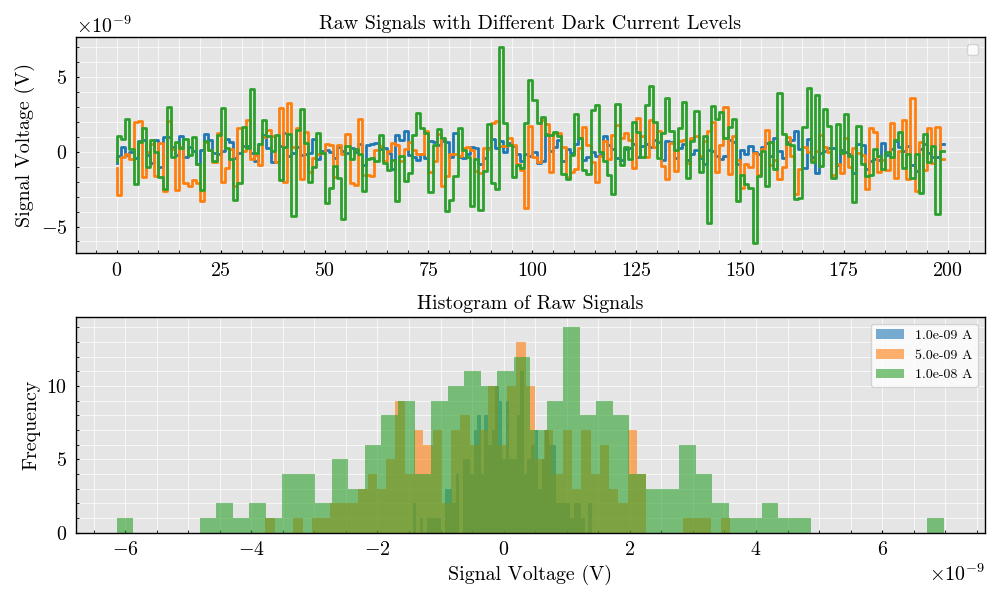 Raw Signals with Different Dark Current Levels
×10⁻⁹
Signal Voltage (V)
5
0
−5
0 25 50 75 100 125 150 175 200
Histogram of Raw Signals
1.0e-09 A
5.0e-09 A
1.0e-08 A
Frequency
10
5
0
−6 −4 −2 0 2 4 6
Signal Voltage (V)
×10⁻⁹